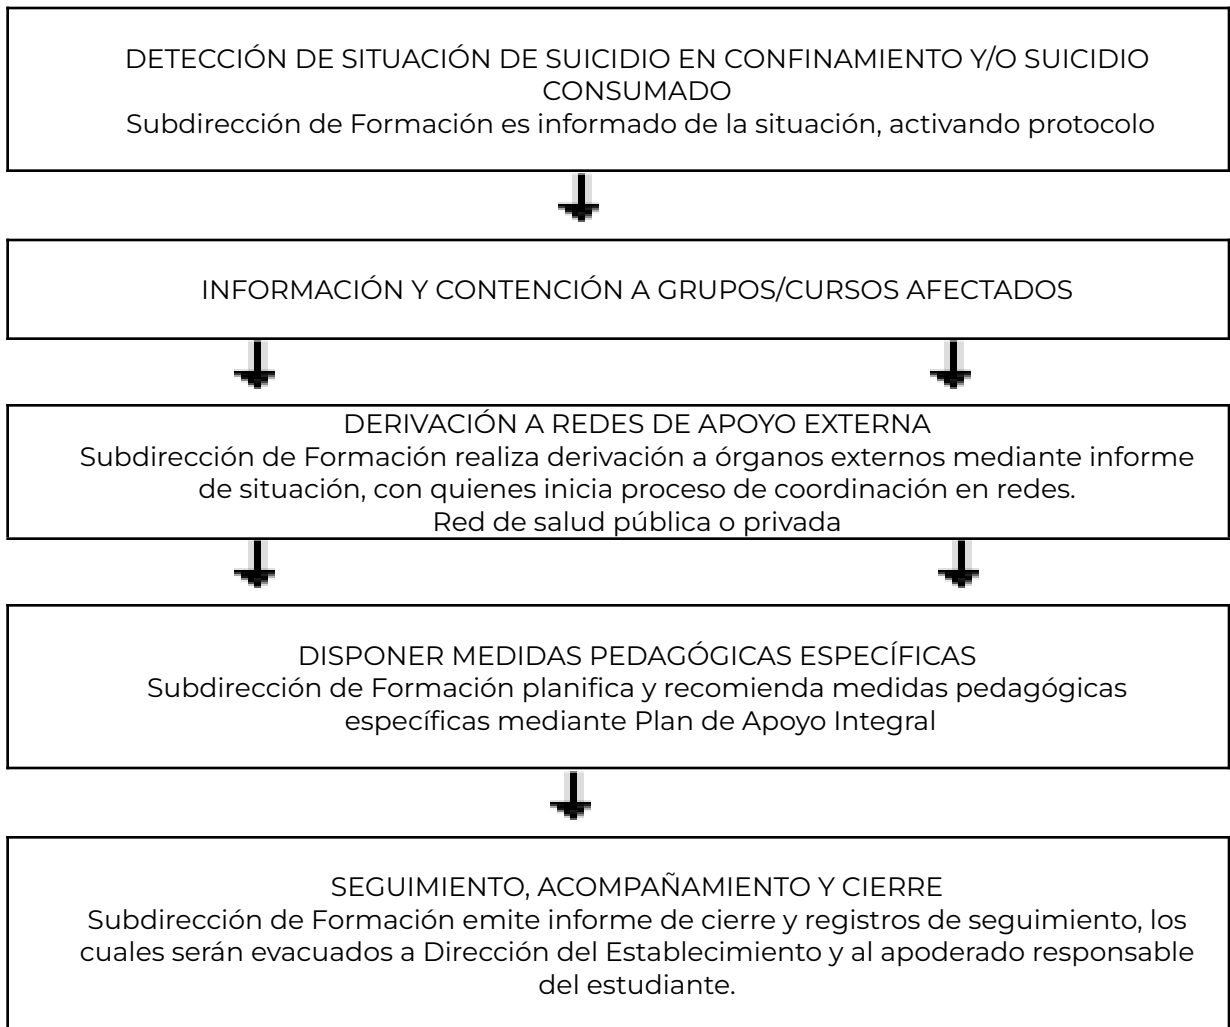 DETECCIÓN DE SITUACIÓN DE SUICIDIO EN CONFINAMIENTO Y/O SUICIDIO
CONSUMADO
Subdirección de Formación es informado de la situación, activando protocolo
INFORMACIÓN Y CONTENCIÓN A GRUPOS/CURSOS AFECTADOS
DERIVACIÓN A REDES DE APOYO EXTERNA
Subdirección de Formación realiza derivación a órganos externos mediante informe
de situación, con quienes inicia proceso de coordinación en redes.
Red de salud pública o privada
DISPONER MEDIDAS PEDAGÓGICAS ESPECÍFICAS
Subdirección de Formación planifica y recomienda medidas pedagógicas
específicas mediante Plan de Apoyo Integral
SEGUIMIENTO, ACOMPAÑAMIENTO Y CIERRE
Subdirección de Formación emite informe de cierre y registros de seguimiento, los
cuales serán evacuados a Dirección del Establecimiento y al apoderado responsable
del estudiante.